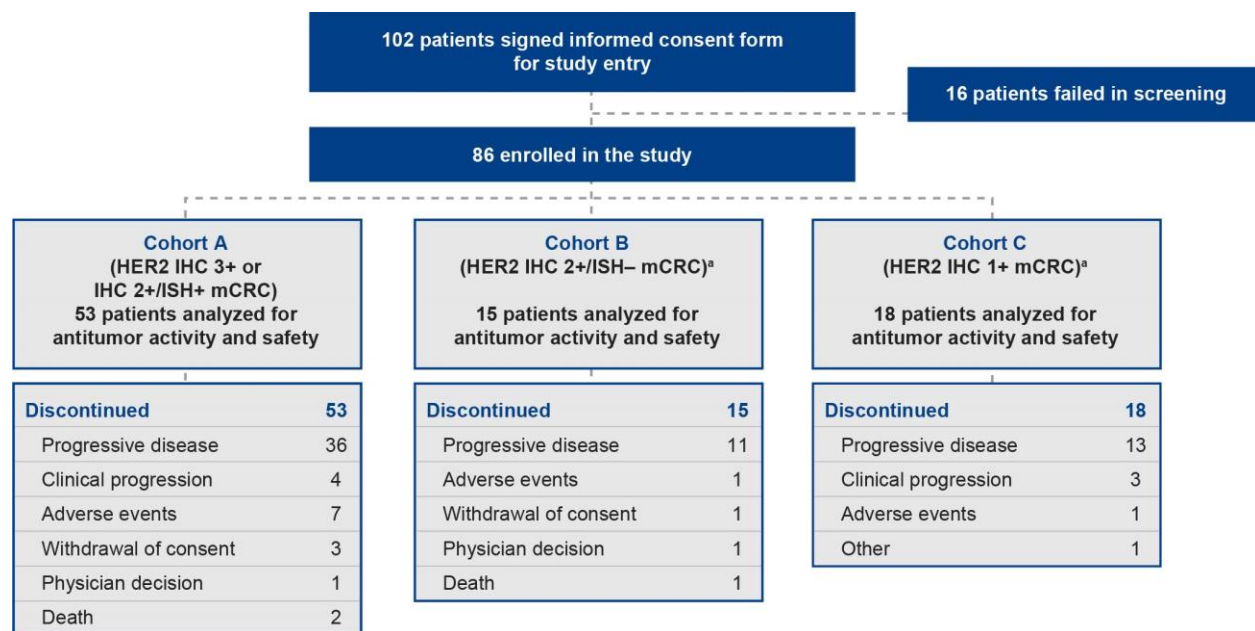 102 patients signed informed consent form
for study entry
16 patients failed in screening
86 enrolled in the study
Cohort A
(HER2 IHC 3+ or
IHC 2+/ISH+ mCRC)
53 patients analyzed for
antitumor activity and safety
Cohort B
(HER2 IHC 2+/ISH– mCRC)ᵃ
15 patients analyzed for
antitumor activity and safety
Cohort C
(HER2 IHC 1+ mCRC)ᵃ
18 patients analyzed for
antitumor activity and safety
Discontinued 53
Progressive disease 36
Clinical progression 4
Adverse events 7
Withdrawal of consent 3
Physician decision 1
Death 2
Discontinued 15
Progressive disease 11
Adverse events 1
Withdrawal of consent 1
Physician decision 1
Death 1
Discontinued 18
Progressive disease 13
Clinical progression 3
Adverse events 1
Other 1